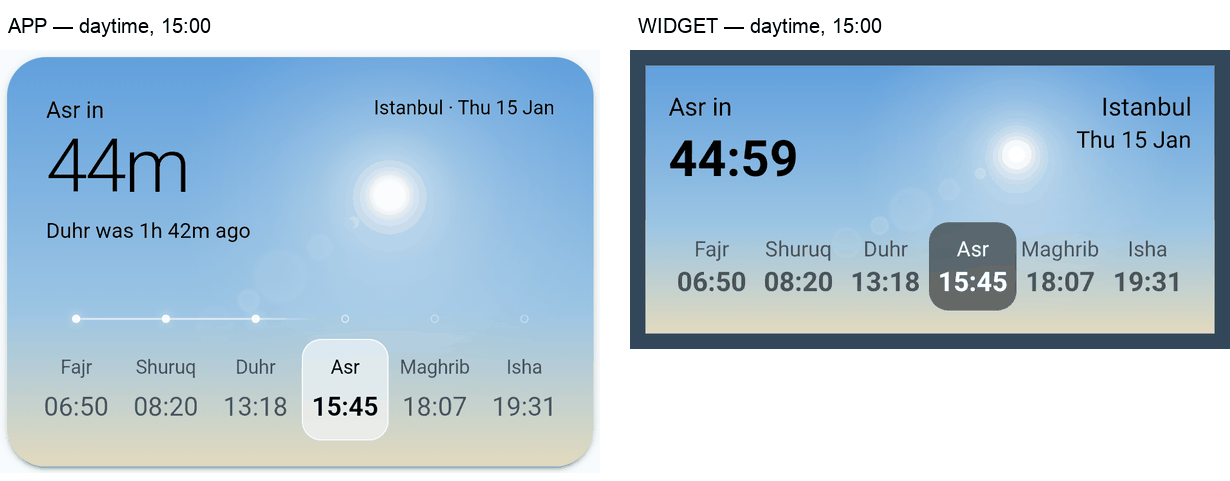 APP — daytime, 15:00
Asr in
Istanbul · Thu 15 Jan
44m
Duhr was 1h 42m ago
Fajr Shuruq Duhr Asr Maghrib Isha
06:50 08:20 13:18 15:45 18:07 19:31
WIDGET — daytime, 15:00
Asr in
Istanbul
Thu 15 Jan
44:59
Fajr Shuruq Duhr Asr Maghrib Isha
06:50 08:20 13:18 15:45 18:07 19:31